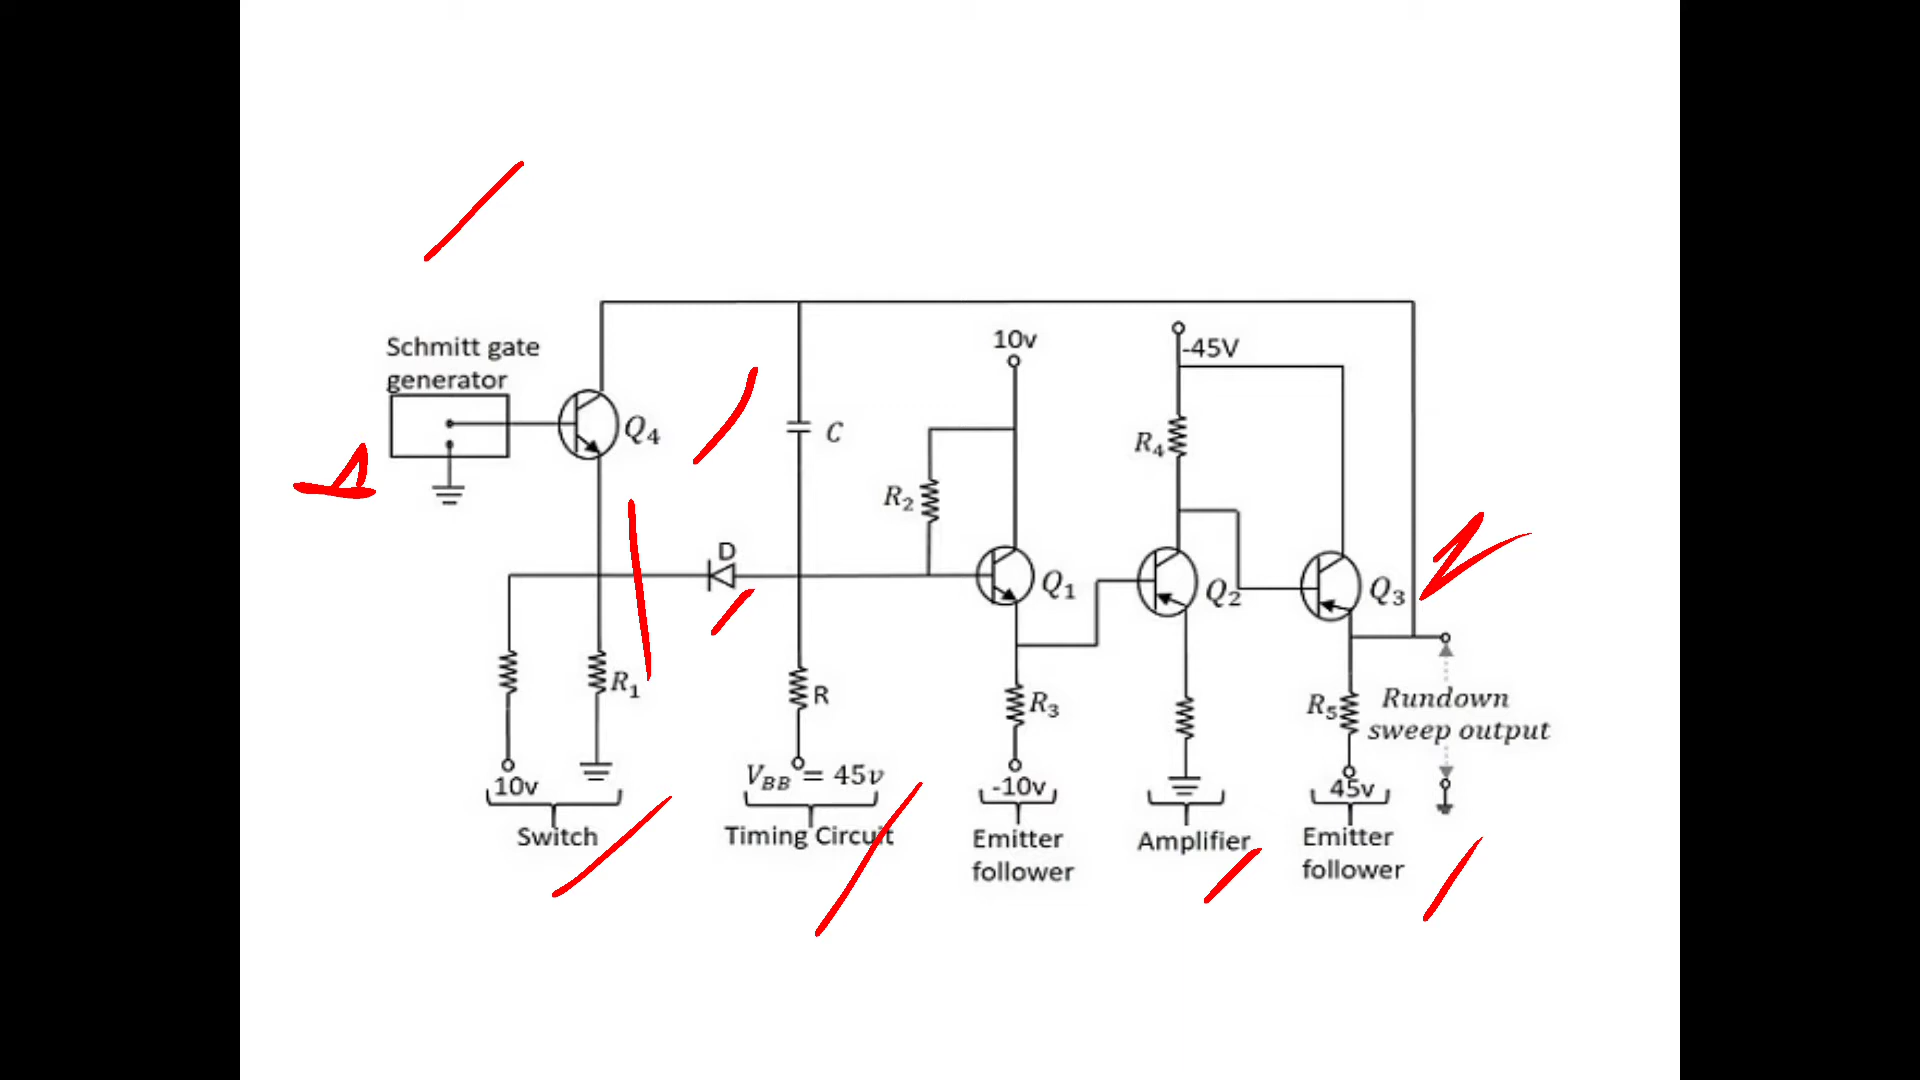 Schmitt gate
generator
Q4
C
10v
-45V
R4
R2
D
Q1
Q2
Q3
R1
R
R3
R5
Rundown
sweep output
10v
VBB = 45v
-10v
45v
Switch
Timing Circuit
Emitter
follower
Amplifier
Emitter
follower